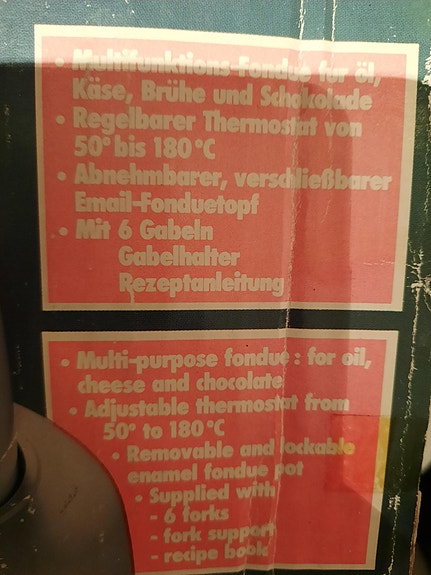 • Multifunktions-Fondue für öl,
Käse, Brühe und Schokolade
• Regelbarer Thermostat von
50° bis 180 °C
• Abnehmbarer, verschließbarer
Email-Fonduetopf
• Mit 6 Gabeln
Gabelhalter
Rezeptanleitung
• Multi-purpose fondue : for oil,
cheese and chocolate
• Adjustable thermostat from
50° to 180 °C
• Removable and lockable
enamel fondue pot
• Supplied with
- 6 forks
- fork support
- recipe book